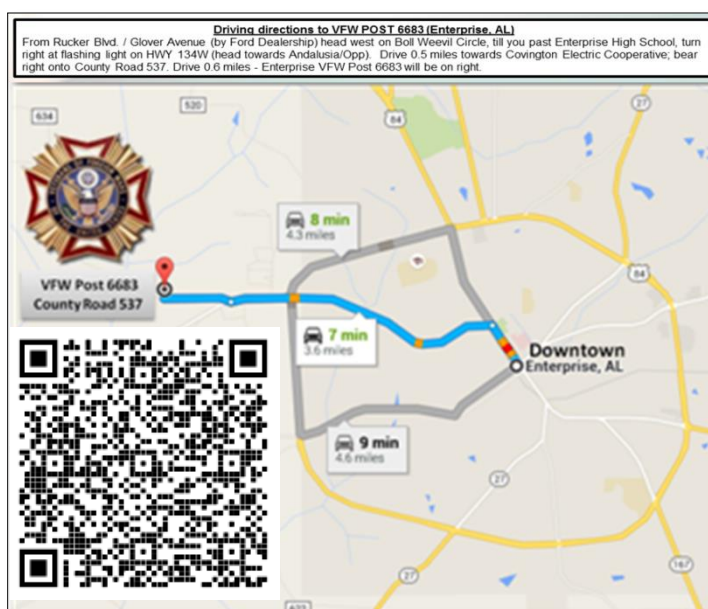 Driving directions to VFW POST 6683 (Enterprise, AL)
From Rucker Blvd. / Glover Avenue (by Ford Dealership) head west on Boll Weevil Circle, till you past Enterprise High School, turn
right at flashing light on HWY 134W (head towards Andalusia/Opp). Drive 0.5 miles towards Covington Electric Cooperative; bear
right onto County Road 537. Drive 0.6 miles - Enterprise VFW Post 6683 will be on right.
27
520
634
84
8 min
4.3 miles
84
VFW Post 6683
County Road 537
7 min
3.6 miles
Downtown
Enterprise, AL
9 min
4.6 miles
27
167
27
633